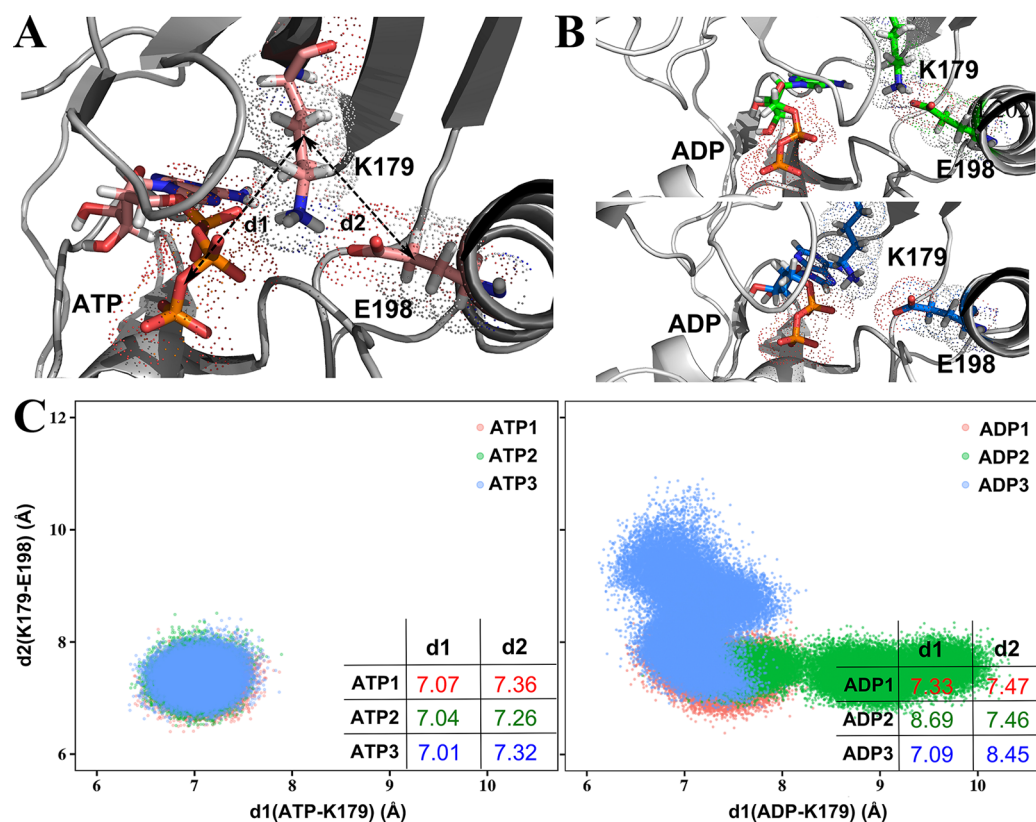 A
K179
d1
d2
ATP
E198
B
K179
ADP
E198
K179
ADP
E198
C
d2(K179-E198) (Å)
12
10
8
6
ATP1
ATP2
ATP3
d1 d2
ATP1 7.07 7.36
ATP2 7.04 7.26
ATP3 7.01 7.32
6 7 8 9 10
d1(ATP-K179) (Å)
ADP1
ADP2
ADP3
d1 d2
ADP1 7.33 7.47
ADP2 8.69 7.46
ADP3 7.09 8.45
6 7 8 9 10
d1(ADP-K179) (Å)